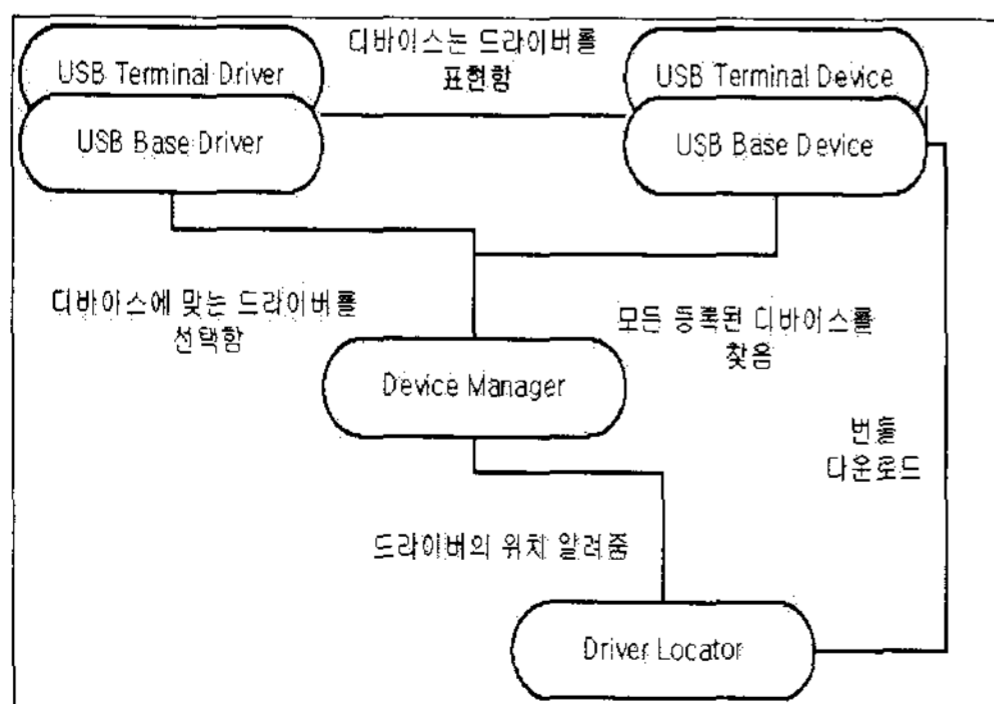 디바이스는 드라이버를
표현함
USB Terminal Driver
USB Terminal Device
USB Base Driver
USB Base Device
디바이스에 맞는 드라이버를
선택함
모든 등록된 디바이스를
찾음
Device Manager
번들
다운로드
드라이버의 위치 알려줌
Driver Locator